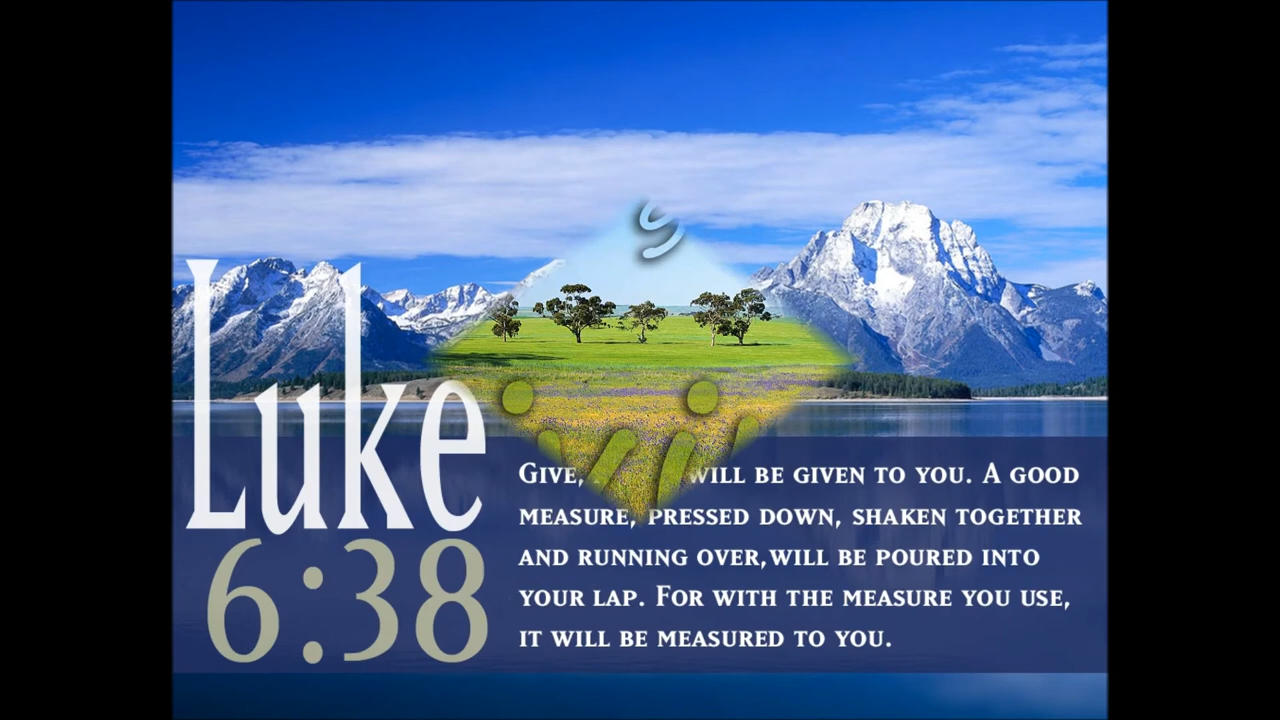 Luke
6:38
Give, will be given to you. A good
measure, pressed down, shaken together
and running over, will be poured into
your lap. For with the measure you use,
it will be measured to you.